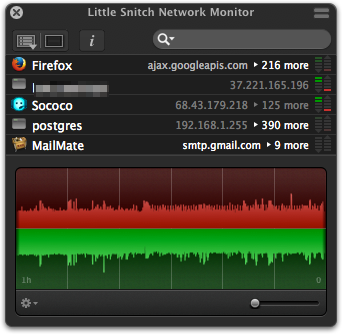 Little Snitch Network Monitor
Firefox ajax.googleapis.com ▸ 216 more
37.221.165.196
Sococo 68.43.179.218 ▸ 125 more
postgres 192.168.1.255 ▸ 390 more
MailMate smtp.gmail.com ▸ 9 more
1h 0